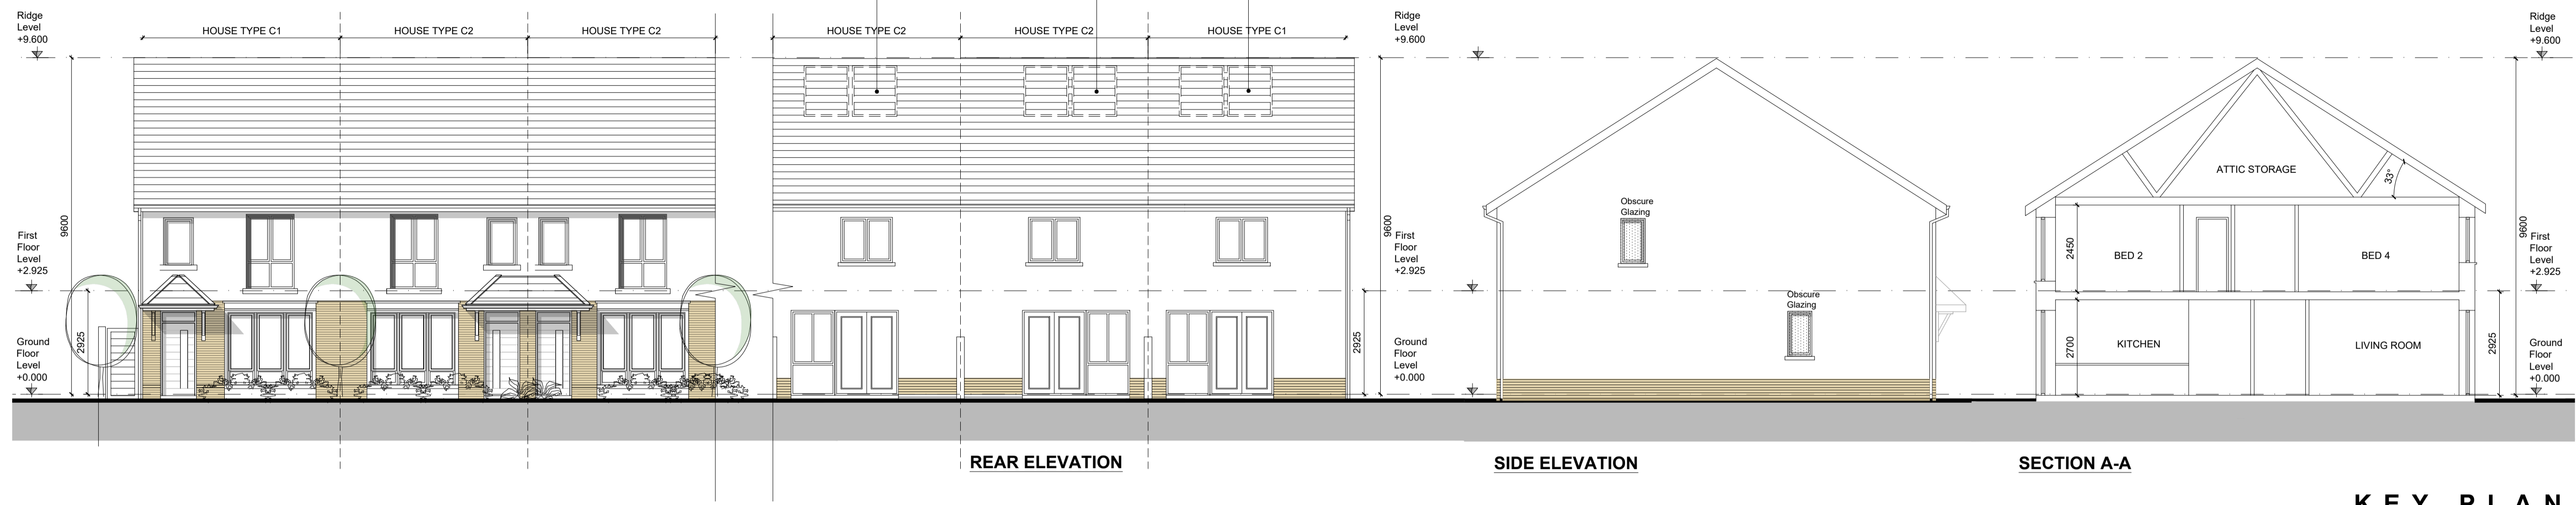 Ridge
Level
+9.600
HOUSE TYPE C1
HOUSE TYPE C2
HOUSE TYPE C2
9600
First
Floor
Level
+2.925
2925
Ground
Floor
Level
+0.000
HOUSE TYPE C2
HOUSE TYPE C2
HOUSE TYPE C1
Ridge
Level
+9.600
9600
First
Floor
Level
+2.925
2925
Ground
Floor
Level
+0.000
REAR ELEVATION
Obscure
Glazing
Obscure
Glazing
SIDE ELEVATION
ATTIC STORAGE
33°
2450
BED 2
BED 4
2700
KITCHEN
LIVING ROOM
SECTION A-A
Ridge
Level
+9.600
9600
First
Floor
Level
+2.925
2925
Ground
Floor
Level
+0.000
KEY PLAN